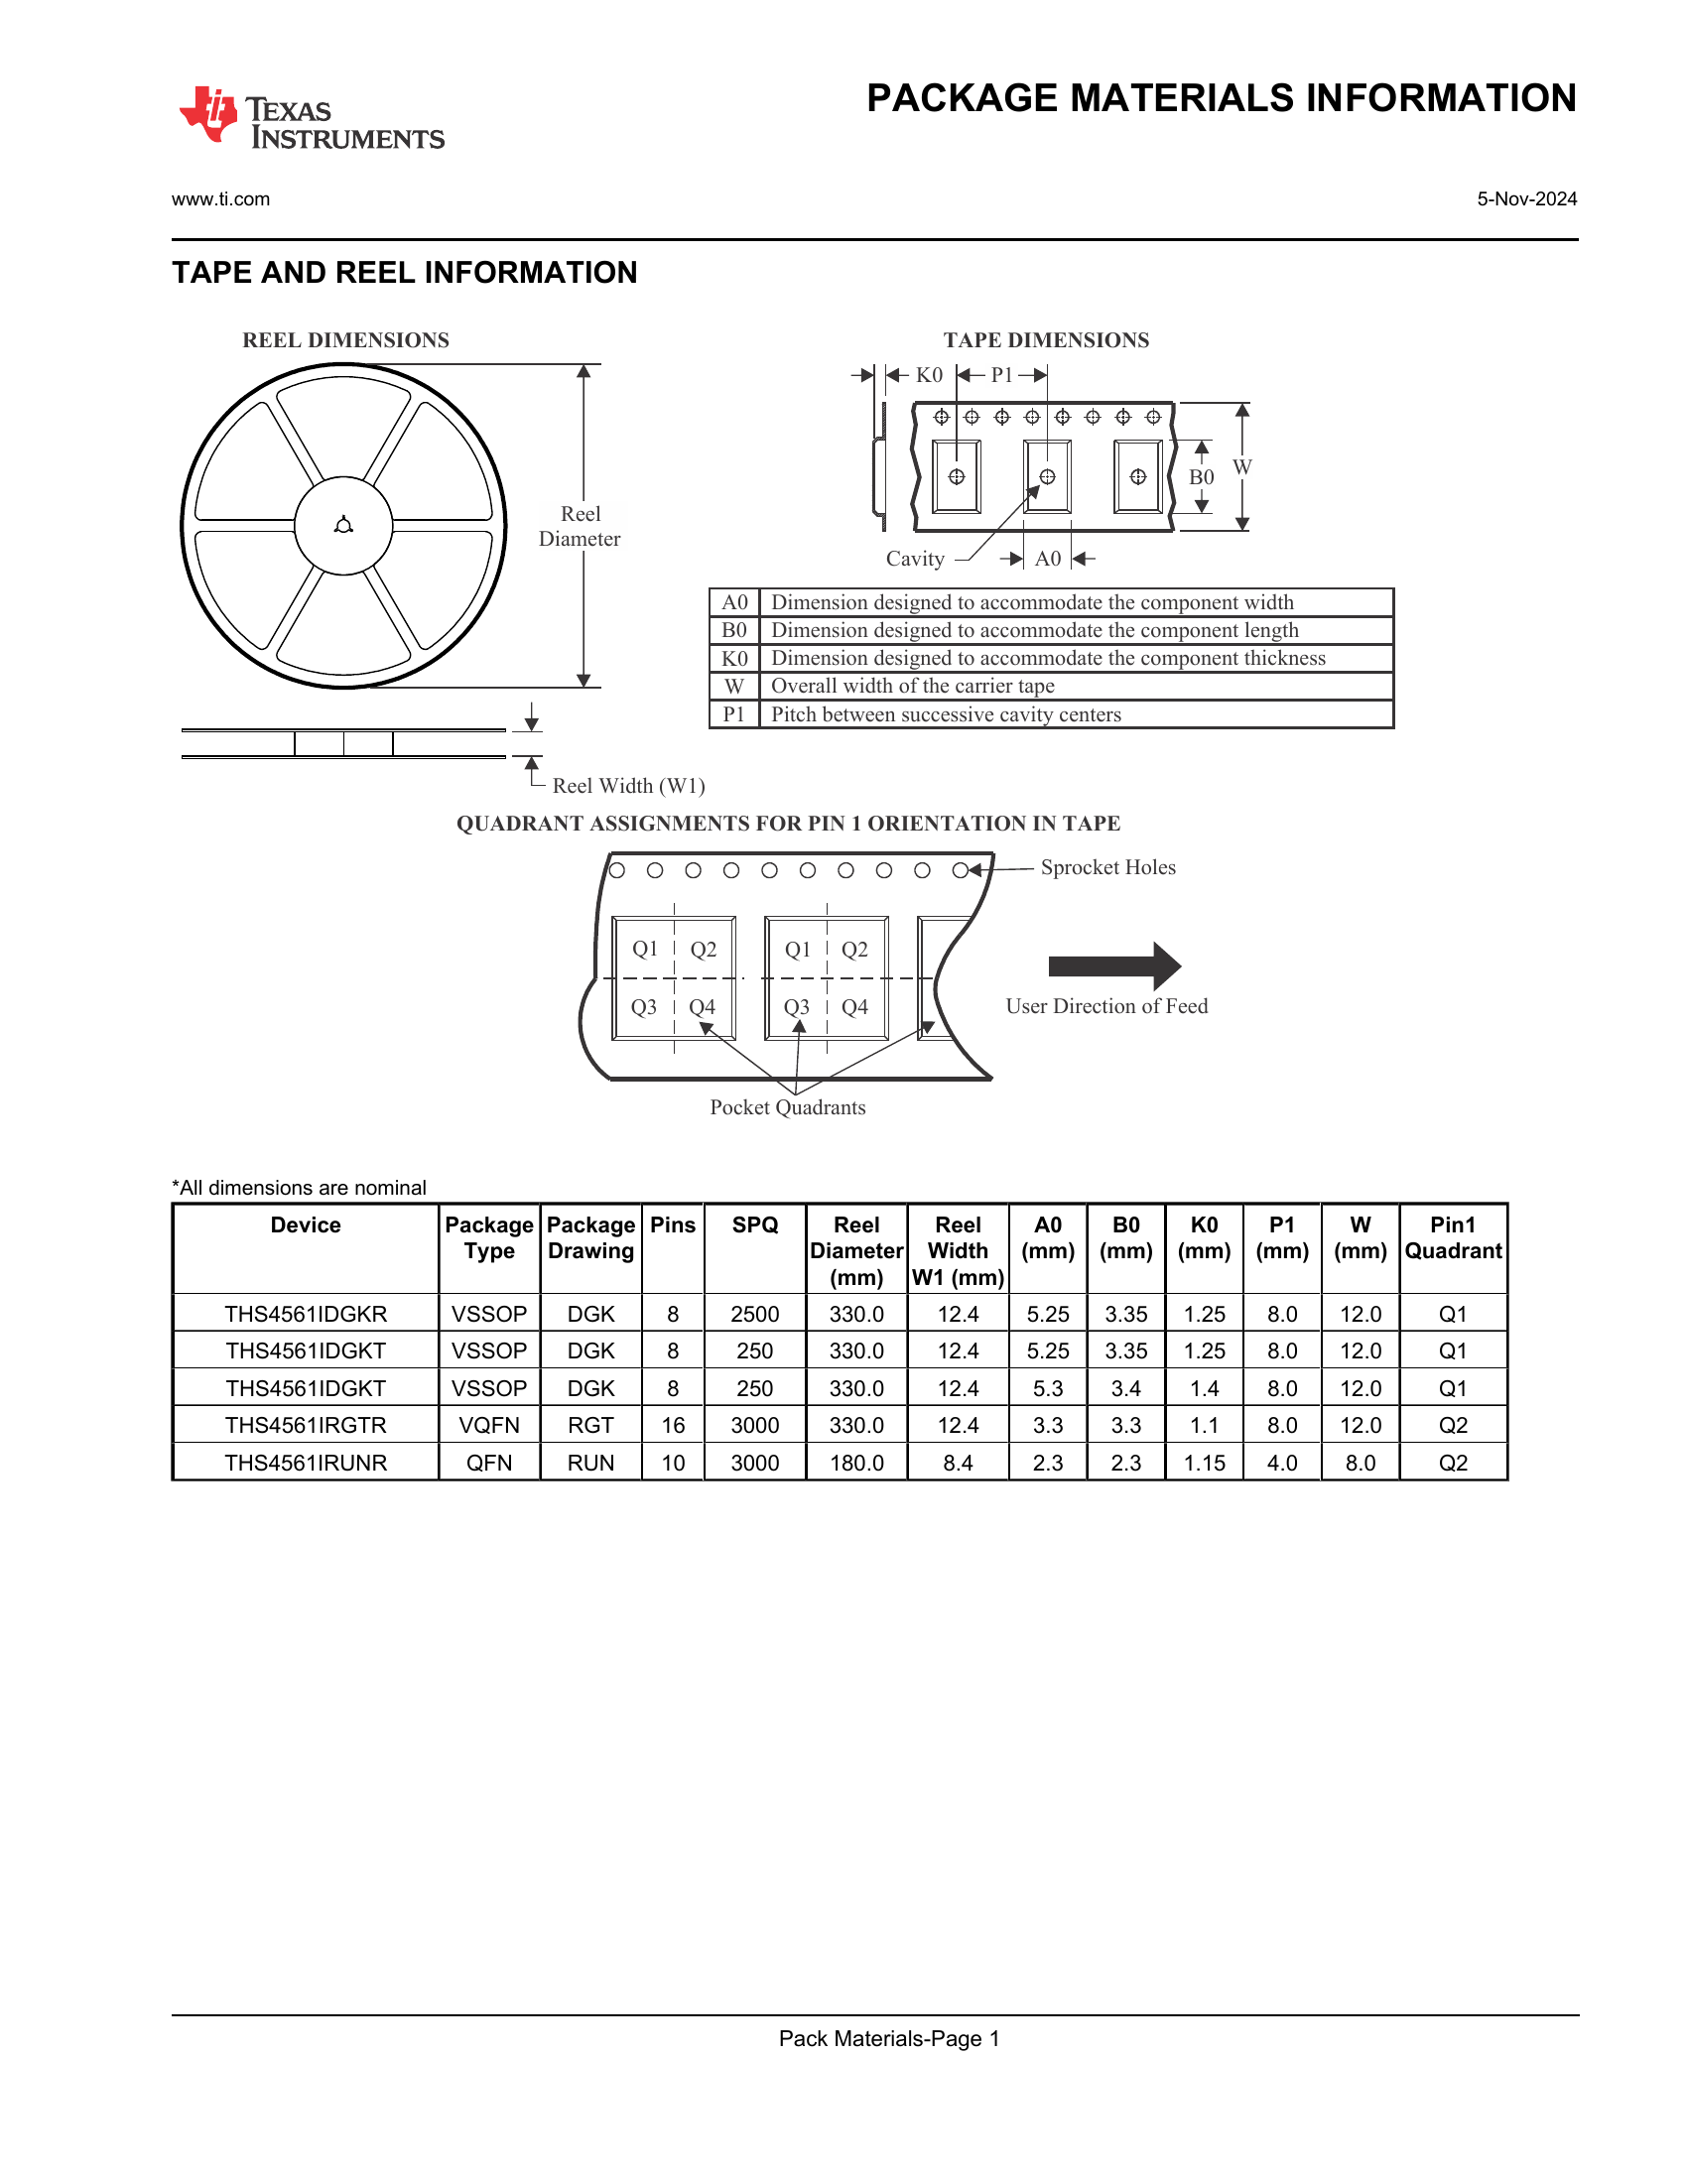 TEXAS
INSTRUMENTS
PACKAGE MATERIALS INFORMATION
www.ti.com
5-Nov-2024
TAPE AND REEL INFORMATION
REEL DIMENSIONS
Reel
Diameter
Reel Width (W1)
TAPE DIMENSIONS
K0 P1
B0 W
Cavity A0
A0 Dimension designed to accommodate the component width
B0 Dimension designed to accommodate the component length
K0 Dimension designed to accommodate the component thickness
W Overall width of the carrier tape
P1 Pitch between successive cavity centers
QUADRANT ASSIGNMENTS FOR PIN 1 ORIENTATION IN TAPE
Sprocket Holes
Q1 Q2 Q1 Q2
Q3 Q4 Q3 Q4
User Direction of Feed
Pocket Quadrants
*All dimensions are nominal
Device Package Package Pins SPQ Reel Reel A0 B0 K0 P1 W Pin1
Type Drawing Diameter Width (mm) (mm) (mm) (mm) (mm) Quadrant
(mm) W1 (mm)
THS4561IDGKR VSSOP DGK 8 2500 330.0 12.4 5.25 3.35 1.25 8.0 12.0 Q1
THS4561IDGKT VSSOP DGK 8 250 330.0 12.4 5.25 3.35 1.25 8.0 12.0 Q1
THS4561IDGKT VSSOP DGK 8 250 330.0 12.4 5.3 3.4 1.4 8.0 12.0 Q1
THS4561IRGTR VQFN RGT 16 3000 330.0 12.4 3.3 3.3 1.1 8.0 12.0 Q2
THS4561IRUNR QFN RUN 10 3000 180.0 8.4 2.3 2.3 1.15 4.0 8.0 Q2
Pack Materials-Page 1